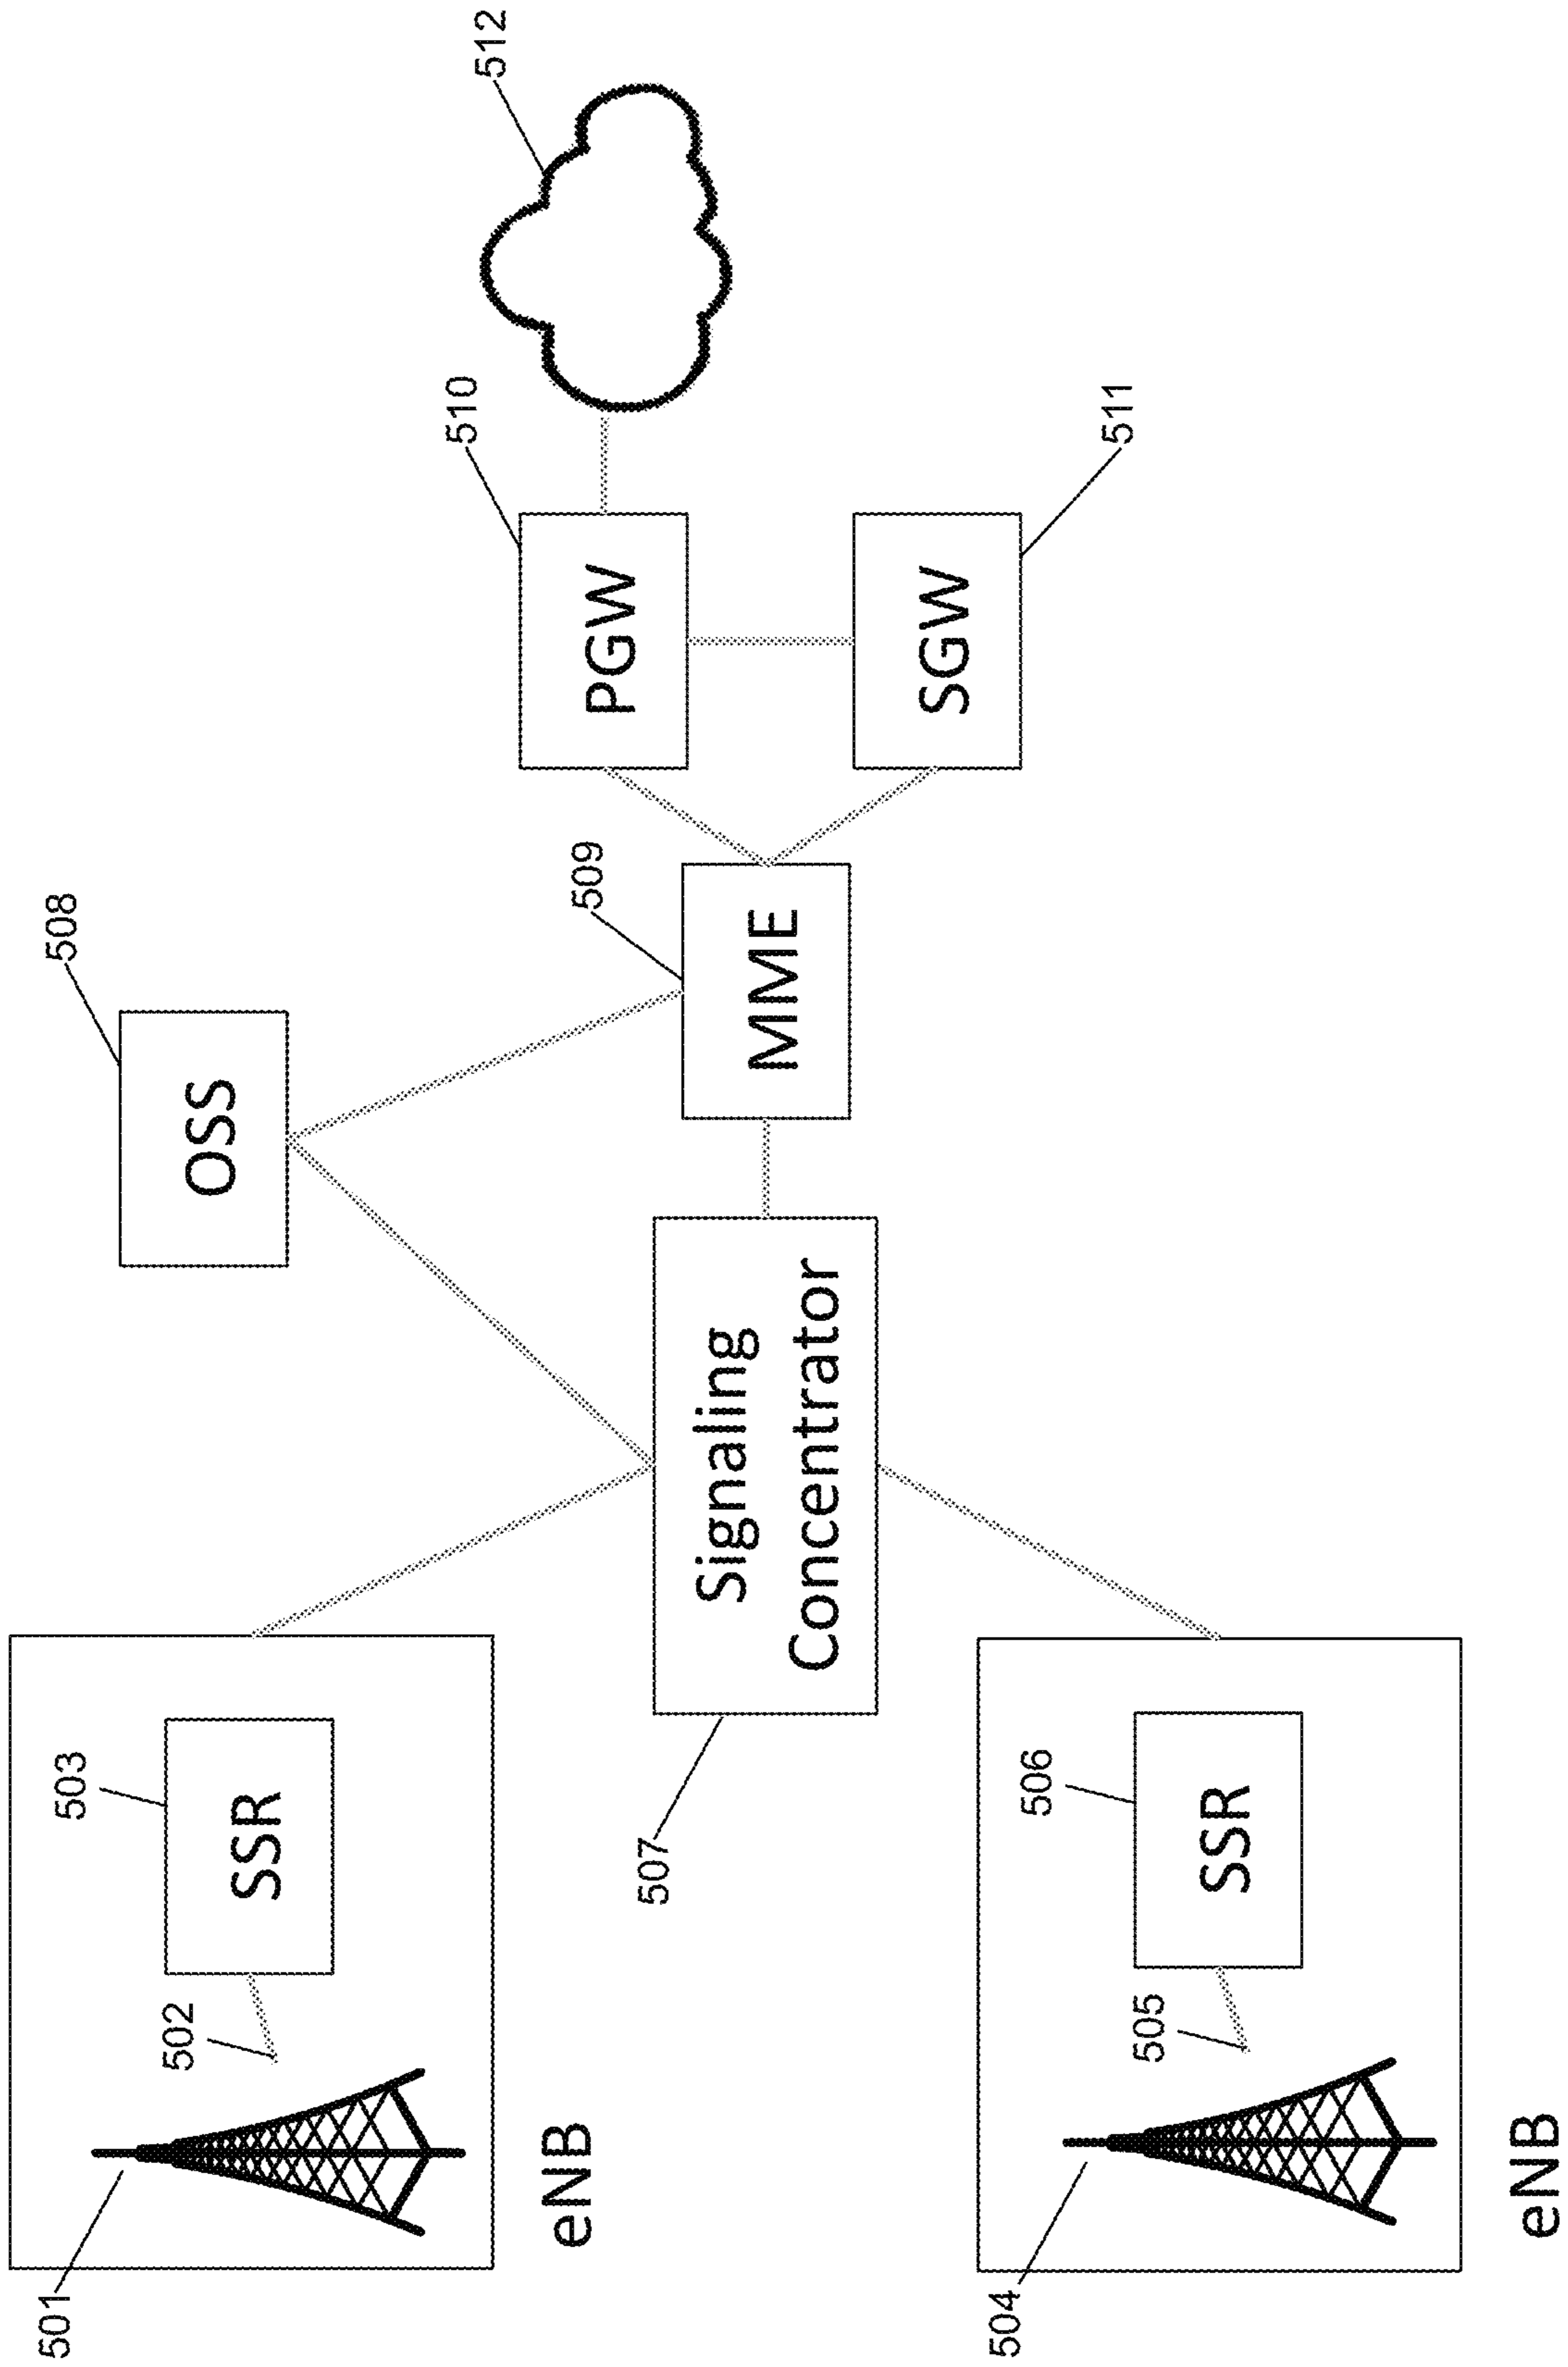 501
502
503
SSR
eNB
504
505
506
SSR
eNB
507
Signaling
Concentrator
508
OSS
509
MME
510
PGW
511
SGW
512